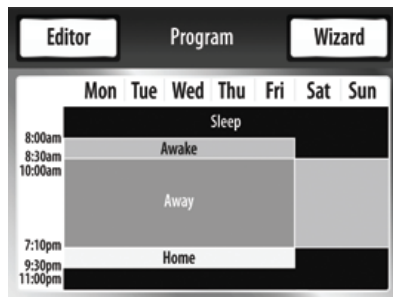 Editor Program Wizard
Mon Tue Wed Thu Fri Sat Sun
Sleep
8:00am
Awake
8:30am
10:00am
Away
7:10pm
Home
9:30pm
11:00pm